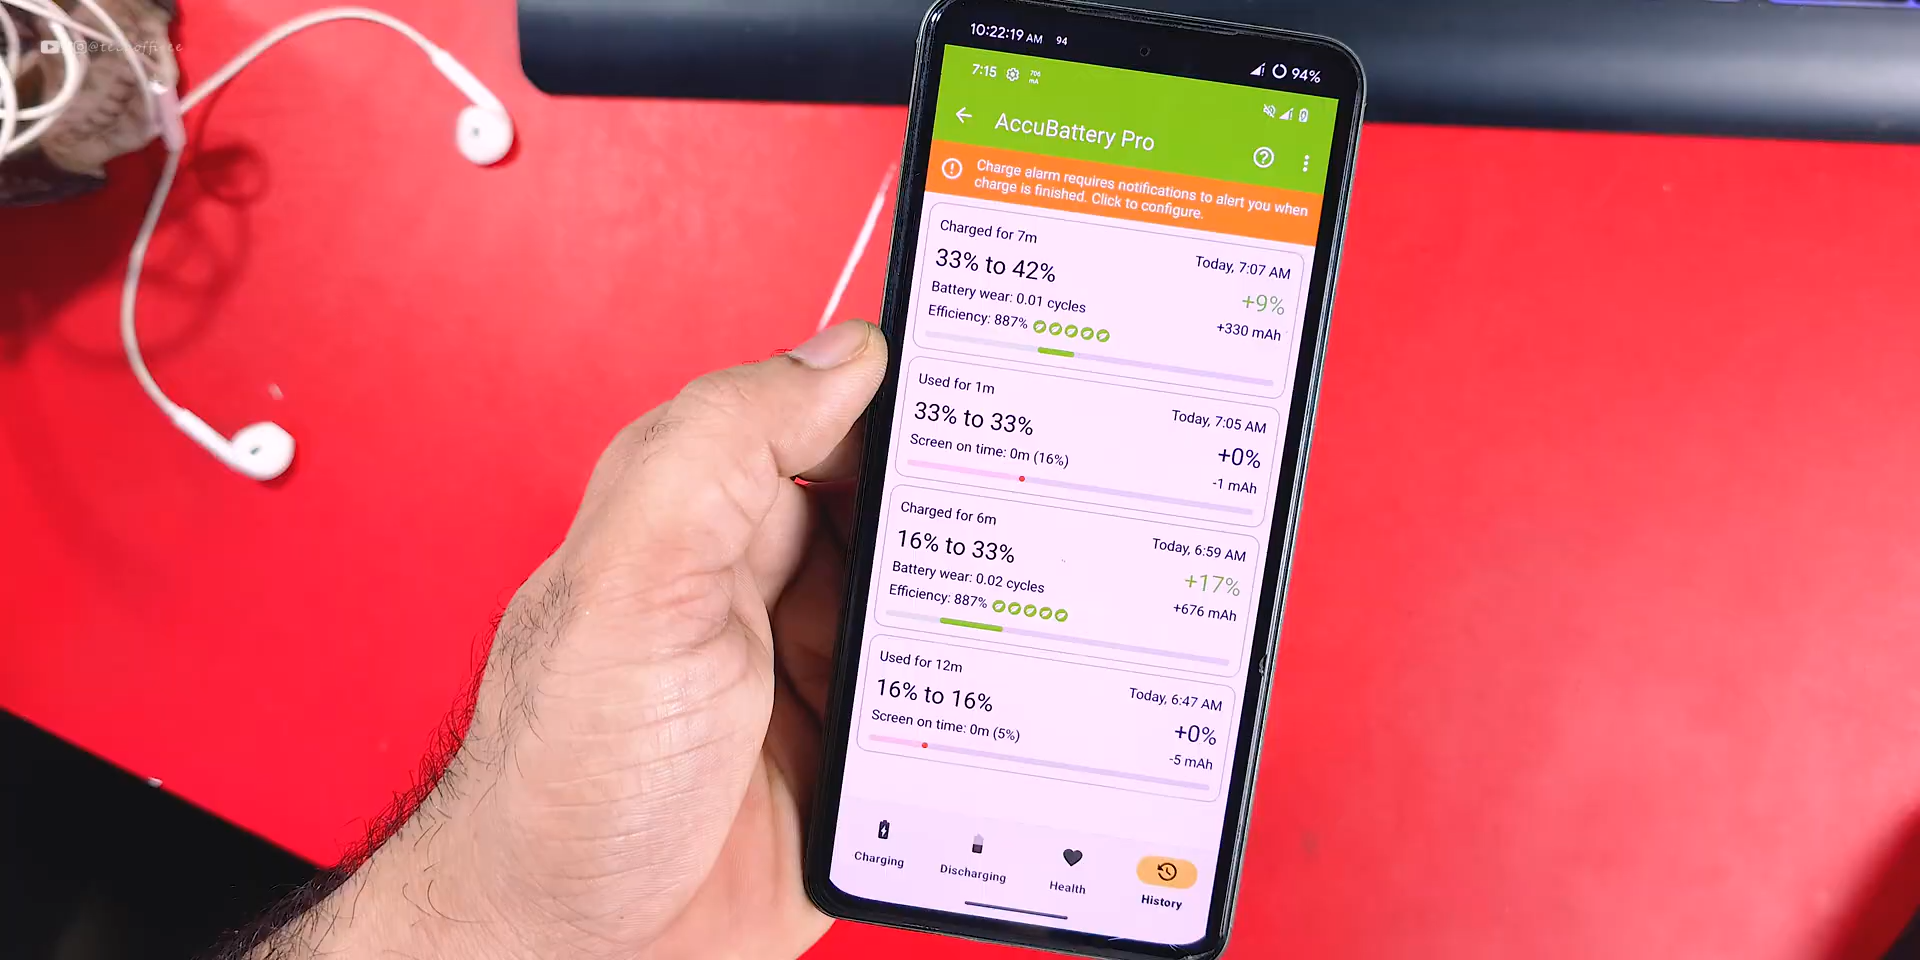 @techoffice
10:22:19 AM 94
94%
7:15 706 mA
AccuBattery Pro
Charge alarm requires notifications to alert you when
charge is finished. Click to configure.
Charged for 7m
Today, 7:07 AM
33% to 42%
+9%
Battery wear: 0.01 cycles
+330 mAh
Efficiency: 887%
Used for 1m
Today, 7:05 AM
33% to 33%
+0%
Screen on time: 0m (16%)
-1 mAh
Charged for 6m
Today, 6:59 AM
16% to 33%
+17%
Battery wear: 0.02 cycles
+676 mAh
Efficiency: 887%
Used for 12m
Today, 6:47 AM
16% to 16%
+0%
Screen on time: 0m (5%)
-5 mAh
Charging
Discharging
Health
History